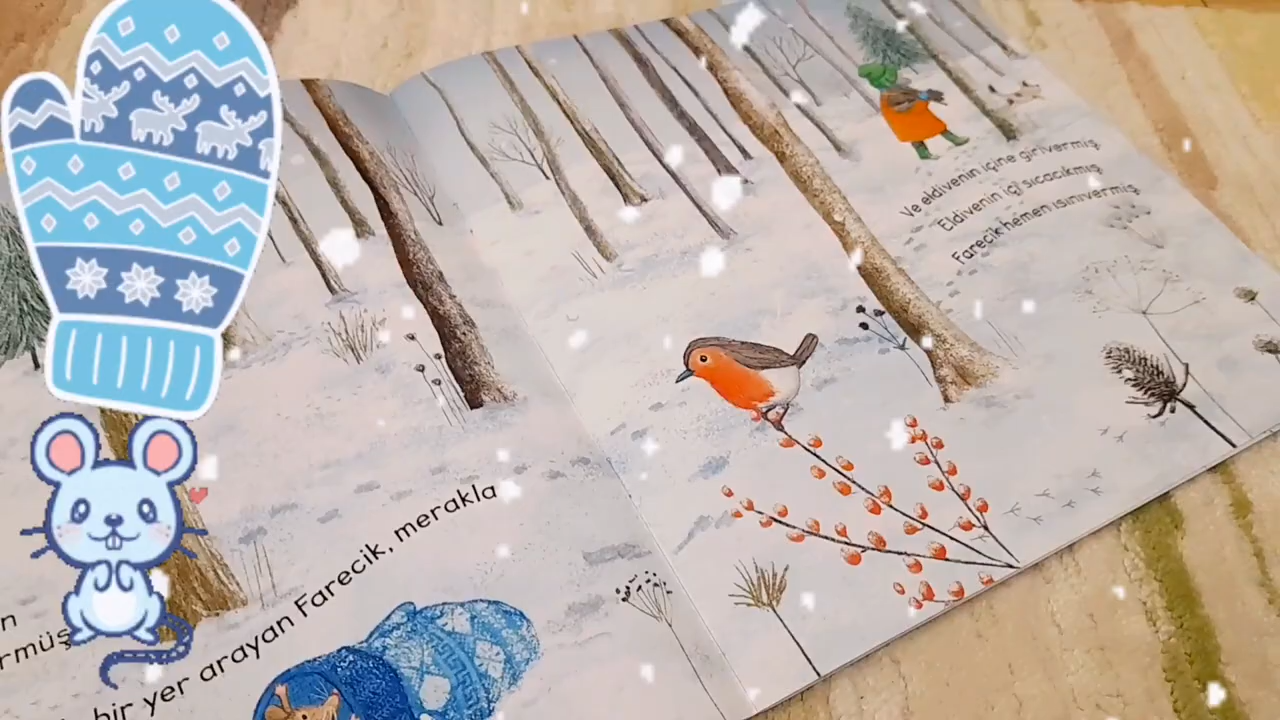 n
rmüş
bir yer arayan Farecik, merakla
Ve eldivenin içine girivermiş.
Eldivenin içi sıcacıkmış.
Farecik hemen ısınıvermiş.